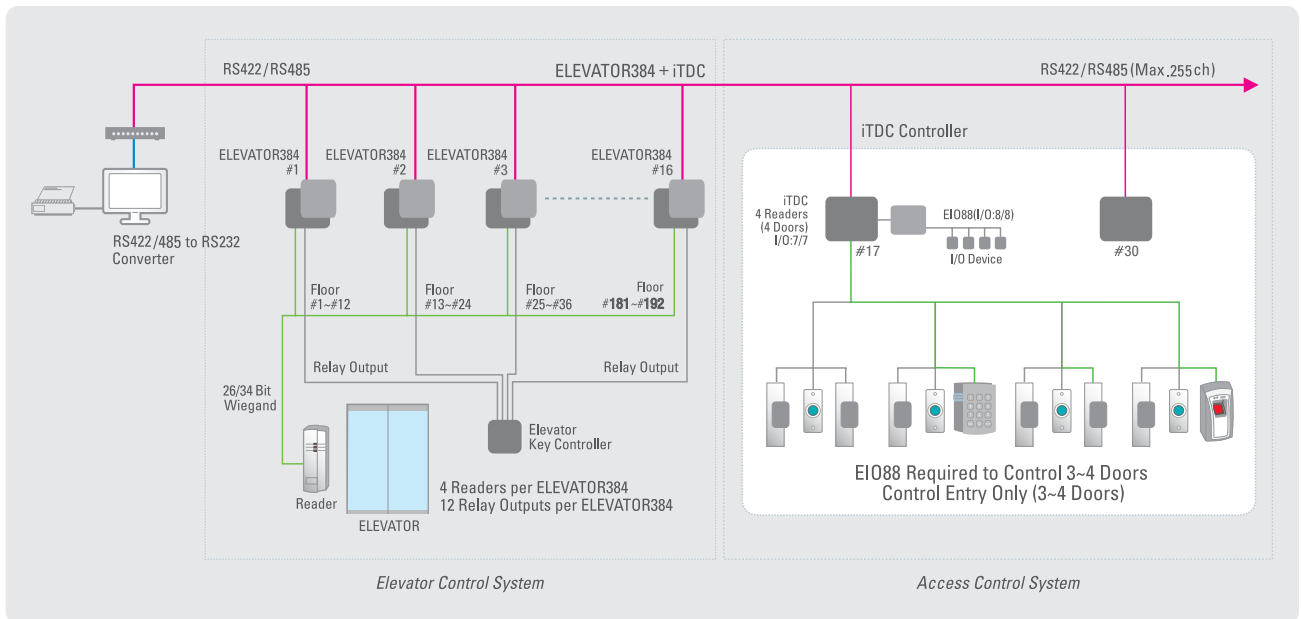 RS422/RS485
ELEVATOR384 + iTDC
RS422/RS485 (Max.255ch)
iTDC Controller
ELEVATOR384
#1
ELEVATOR384
#2
ELEVATOR384
#3
ELEVATOR384
#16
RS422/485 to RS232
Converter
iTDC
4 Readers
(4 Doors)
I/O:7/7
#17
EIO88(I/O:8/8)
I/O Device
#30
Floor
#1~#12
Floor
#13~#24
Floor
#25~#36
Floor
#181~#192
Relay Output
Relay Output
26/34 Bit
Wiegand
Elevator
Key Controller
Reader
ELEVATOR
4 Readers per ELEVATOR384
12 Relay Outputs per ELEVATOR384
EIO88 Required to Control 3~4 Doors
Control Entry Only (3~4 Doors)
Elevator Control System
Access Control System